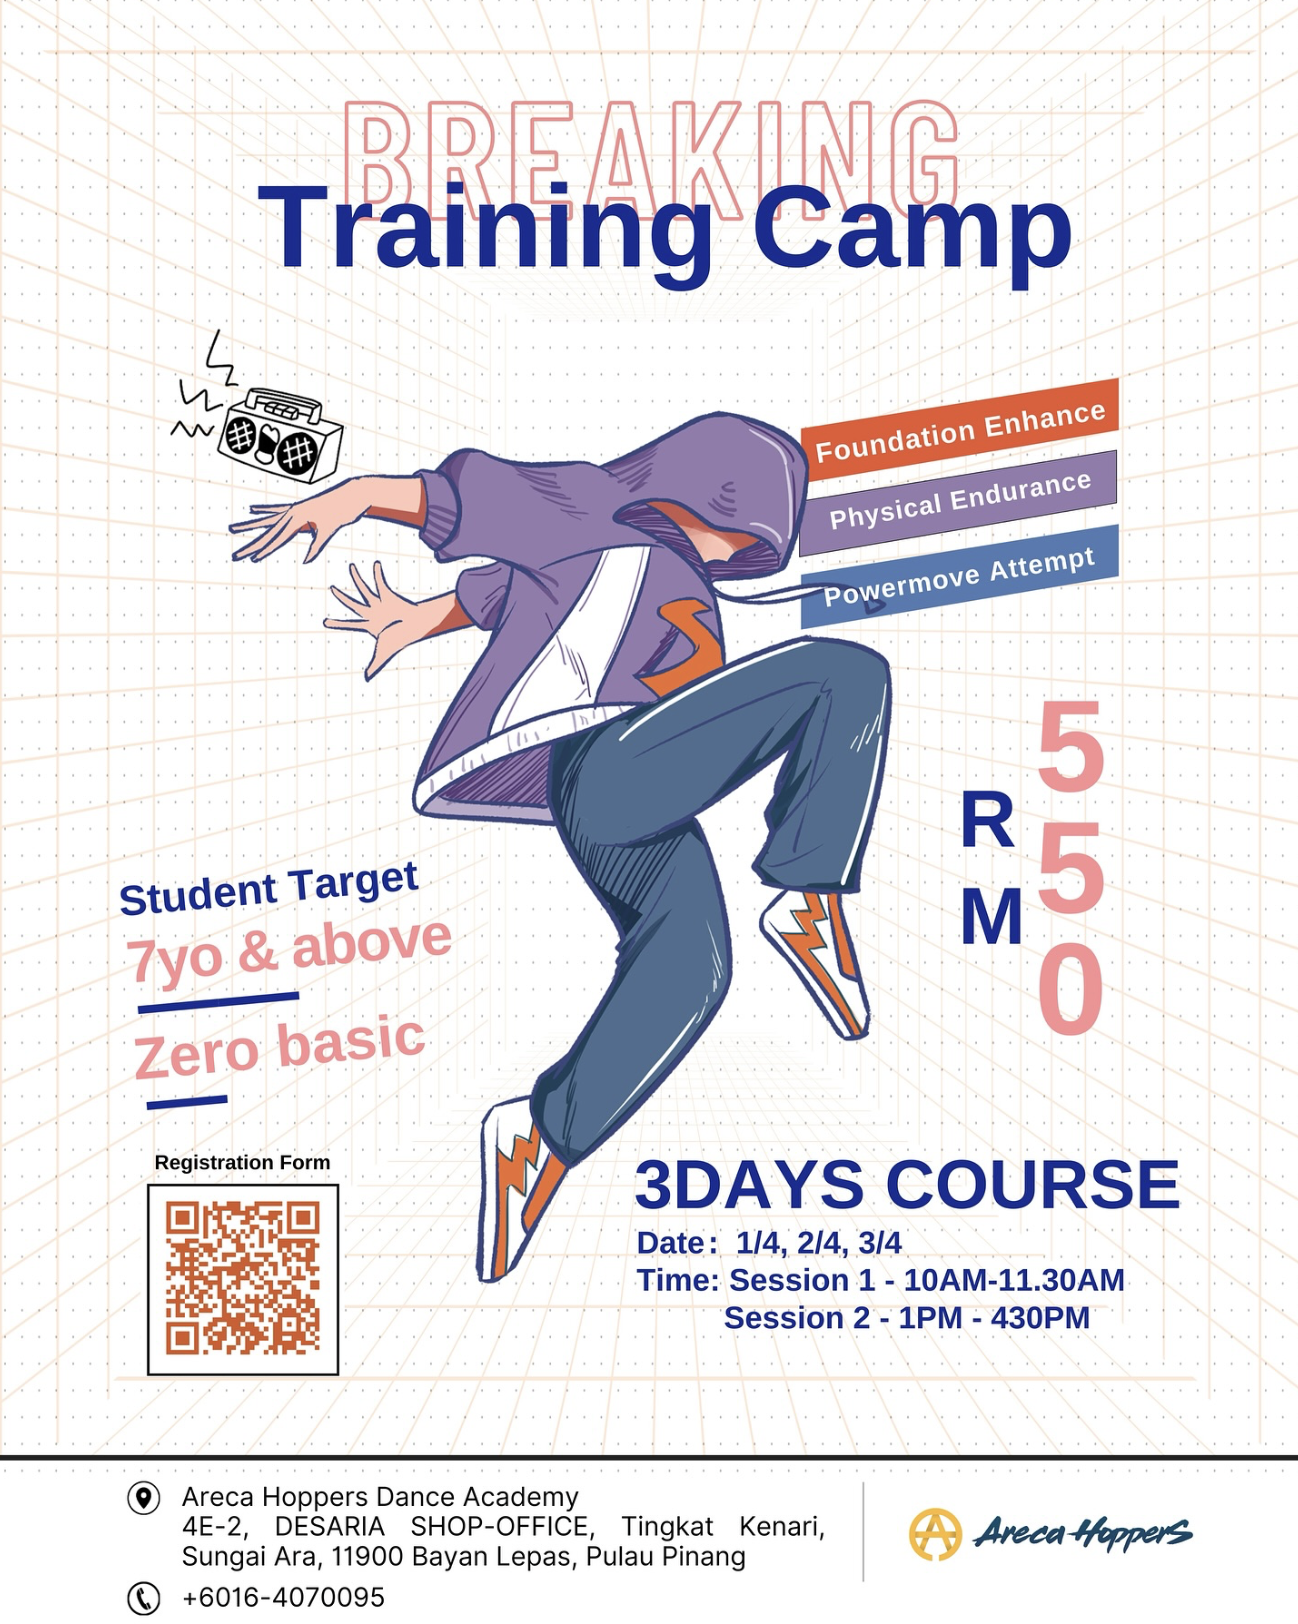 BREAKING
Training Camp
Foundation Enhance
Physical Endurance
Powermove Attempt
RM
550
Student Target
7yo & above
Zero basic
Registration Form
3DAYS COURSE
Date: 1/4, 2/4, 3/4
Time: Session 1 - 10AM-11.30AM
Session 2 - 1PM - 430PM
Areca Hoppers Dance Academy
4E-2, DESARIA SHOP-OFFICE, Tingkat Kenari,
Sungai Ara, 11900 Bayan Lepas, Pulau Pinang
+6016-4070095
Areca Hoppers